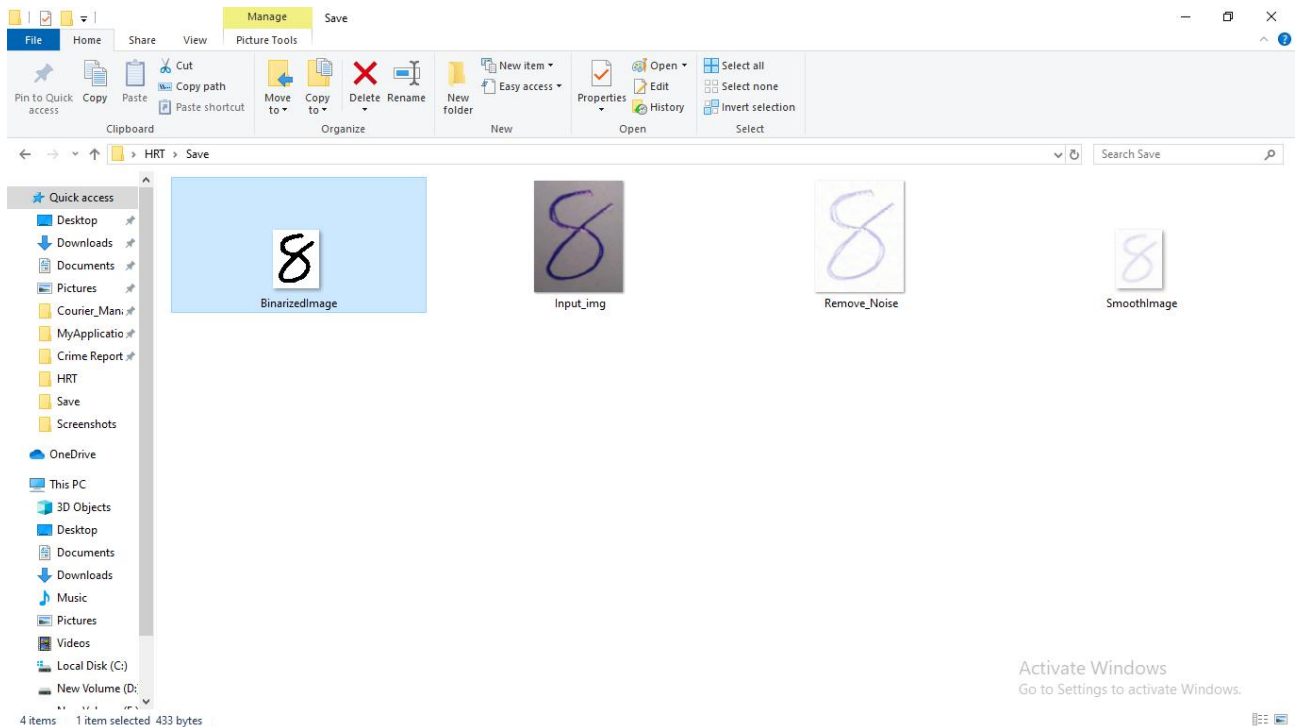 Manage Save
File Home Share View Picture Tools
Pin to Quick access
Copy
Paste
Cut
Copy path
Paste shortcut
Clipboard
Move to
Copy to
Delete
Rename
Organize
New folder
New item
Easy access
New
Properties
Open
Edit
History
Open
Select all
Select none
Invert selection
Select
HRT > Save
Search Save
Quick access
Desktop
Downloads
Documents
Pictures
Courier_Man
MyApplicatio
Crime Report
HRT
Save
Screenshots
OneDrive
This PC
3D Objects
Desktop
Documents
Downloads
Music
Pictures
Videos
Local Disk (C:)
New Volume (D:
8 8 8 8
BinarizedImage Input_img Remove_Noise SmoothImage
Activate Windows
Go to Settings to activate Windows.
4 items 1 item selected 433 bytes